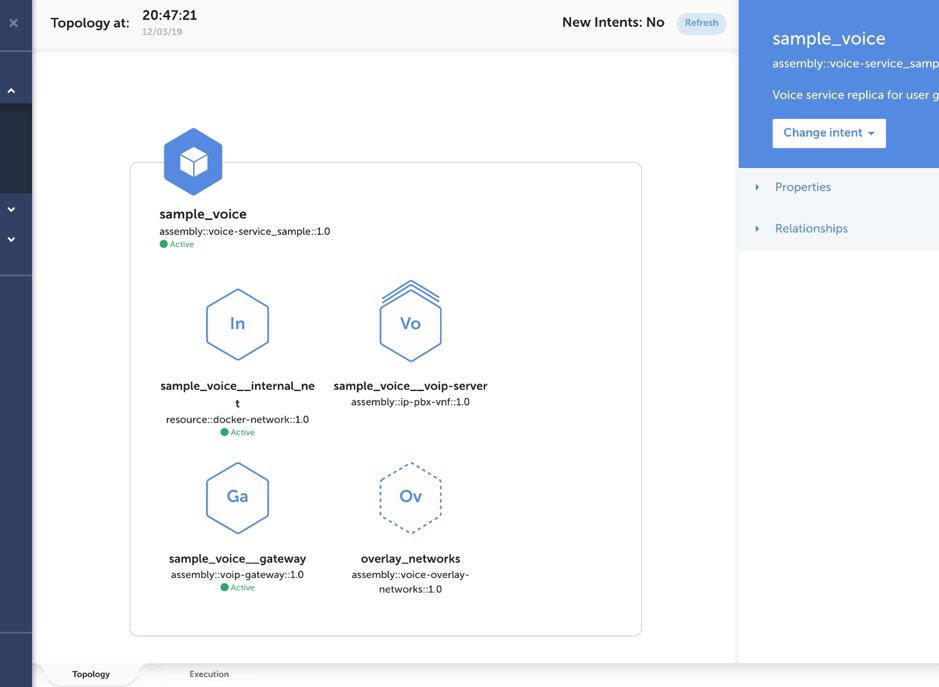 Topology at:
20:47:21
12/03/19
New Intents: No
Refresh
sample_voice
assembly::voice-service_samp
Voice service replica for user g
Change intent
Properties
Relationships
sample_voice
assembly::voice-service_sample::1.0
Active
In
Vo
sample_voice__internal_ne
t
resource::docker-network::1.0
Active
sample_voice__voip-server
assembly::ip-pbx-vnf::1.0
Ga
Ov
sample_voice__gateway
assembly::voip-gateway::1.0
Active
overlay_networks
assembly::voice-overlay-
networks::1.0
Topology
Execution